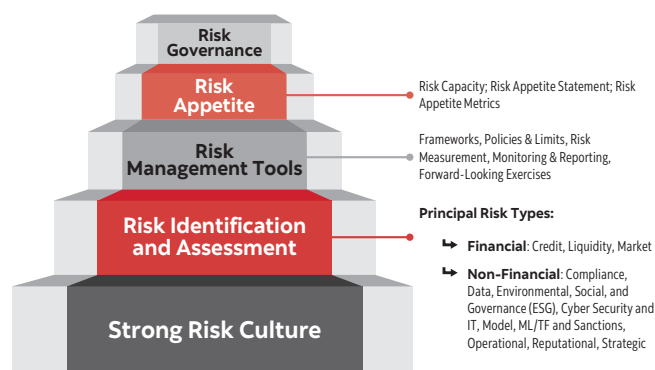 Risk
Governance
Risk
Appetite
Risk Capacity; Risk Appetite Statement; Risk
Appetite Metrics
Risk
Management Tools
Frameworks, Policies & Limits, Risk
Measurement, Monitoring & Reporting,
Forward-Looking Exercises
Risk Identification
and Assessment
Principal Risk Types:
Financial: Credit, Liquidity, Market
Non-Financial: Compliance,
Data, Environmental, Social, and
Governance (ESG), Cyber Security and
IT, Model, ML/TF and Sanctions,
Operational, Reputational, Strategic
Strong Risk Culture